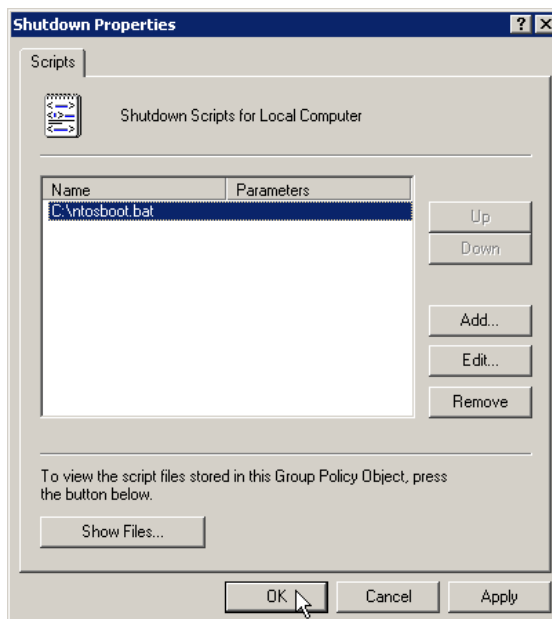 Shutdown Properties
Scripts
Shutdown Scripts for Local Computer
Name Parameters
C:\ntosboot.bat
Up
Down
Add...
Edit...
Remove
To view the script files stored in this Group Policy Object, press
the button below.
Show Files...
OK Cancel Apply